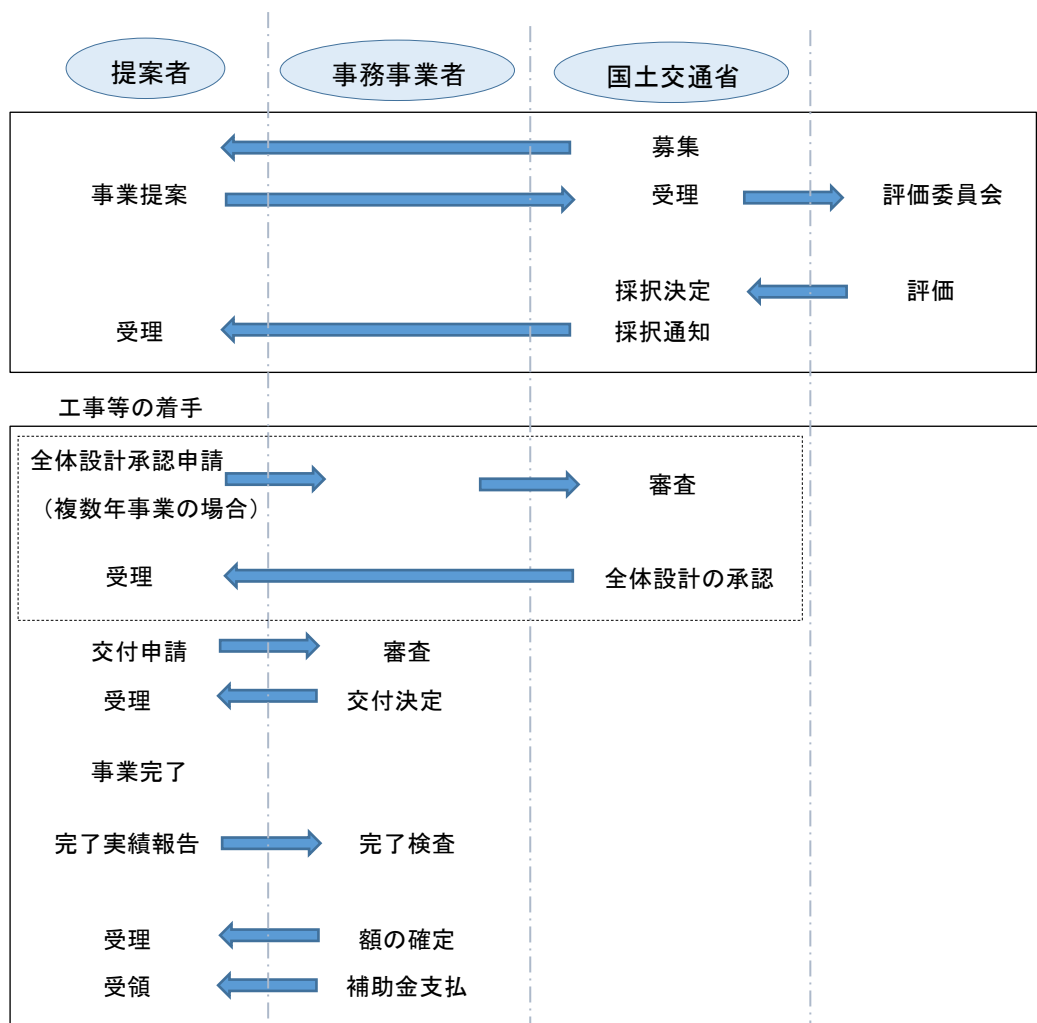 提案者
事務事業者
国土交通省
募集
事業提案
受理
評価委員会
採択決定
評価
受理
採択通知
工事等の着手
全体設計承認申請
（複数年事業の場合）
審査
受理
全体設計の承認
交付申請
審査
受理
交付決定
事業完了
完了実績報告
完了検査
受理
額の確定
受領
補助金支払